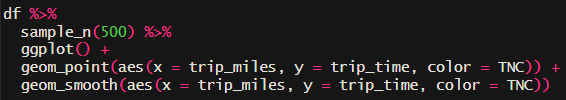 df %>%
  sample_n(500) %>%
  ggplot() +
  geom_point(aes(x = trip_miles, y = trip_time, color = TNC)) +
  geom_smooth(aes(x = trip_miles, y = trip_time, color = TNC))